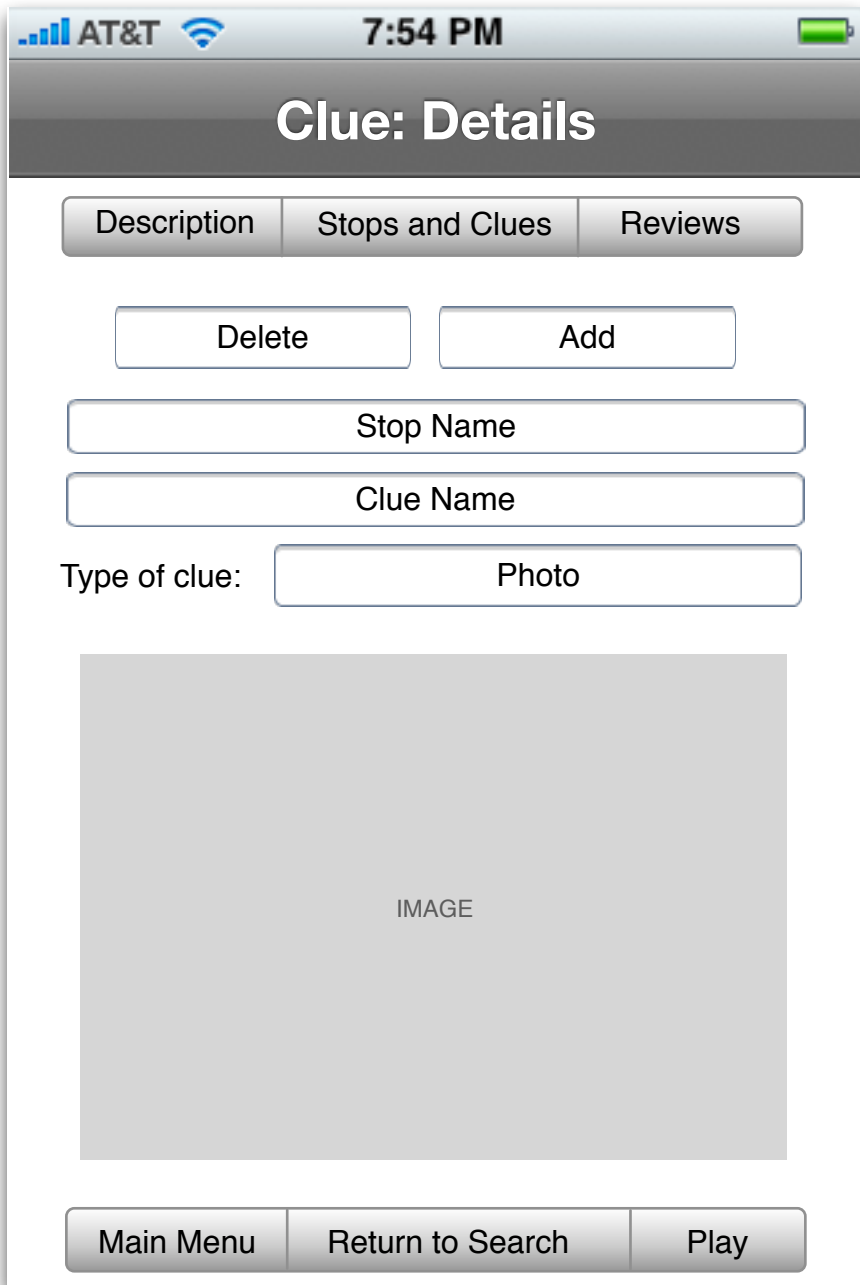 AT&T 7:54 PM
Clue: Details
Description Stops and Clues Reviews
Delete Add
Stop Name
Clue Name
Type of clue: Photo
IMAGE
Main Menu Return to Search Play